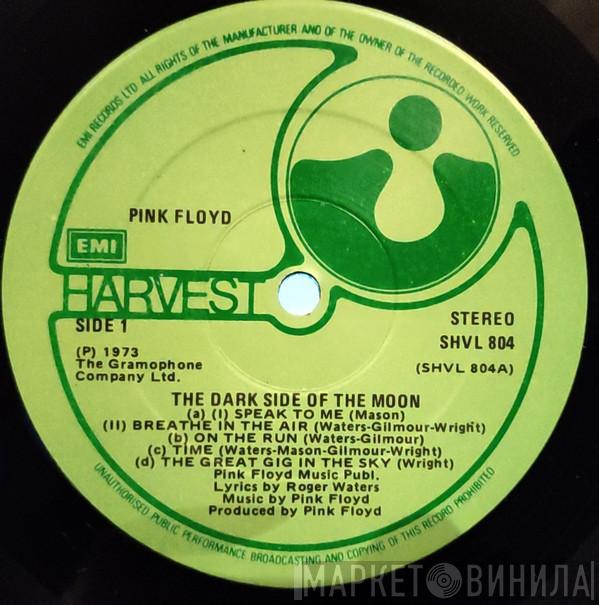 EMI RECORDS LTD ALL RIGHTS OF THE MANUFACTURER AND OF THE OWNER OF THE RECORDED WORK RESERVED
PINK FLOYD
EMI
HARVEST
SIDE 1
STEREO
SHVL 804
(P) 1973
The Gramophone
Company Ltd.
(SHVL 804A)
THE DARK SIDE OF THE MOON
(a) (I) SPEAK TO ME (Mason)
(II) BREATHE IN THE AIR (Waters-Gilmour-Wright)
(b) ON THE RUN (Waters-Gilmour)
(c) TIME (Waters-Mason-Gilmour-Wright)
(d) THE GREAT GIG IN THE SKY (Wright)
Pink Floyd Music Publ.
Lyrics by Roger Waters
Music by Pink Floyd
Produced by Pink Floyd
UNAUTHORISED PUBLIC PERFORMANCE BROADCASTING AND COPYING OF THIS RECORD PROHIBITED
МАРКЕТ ВИНИЛА